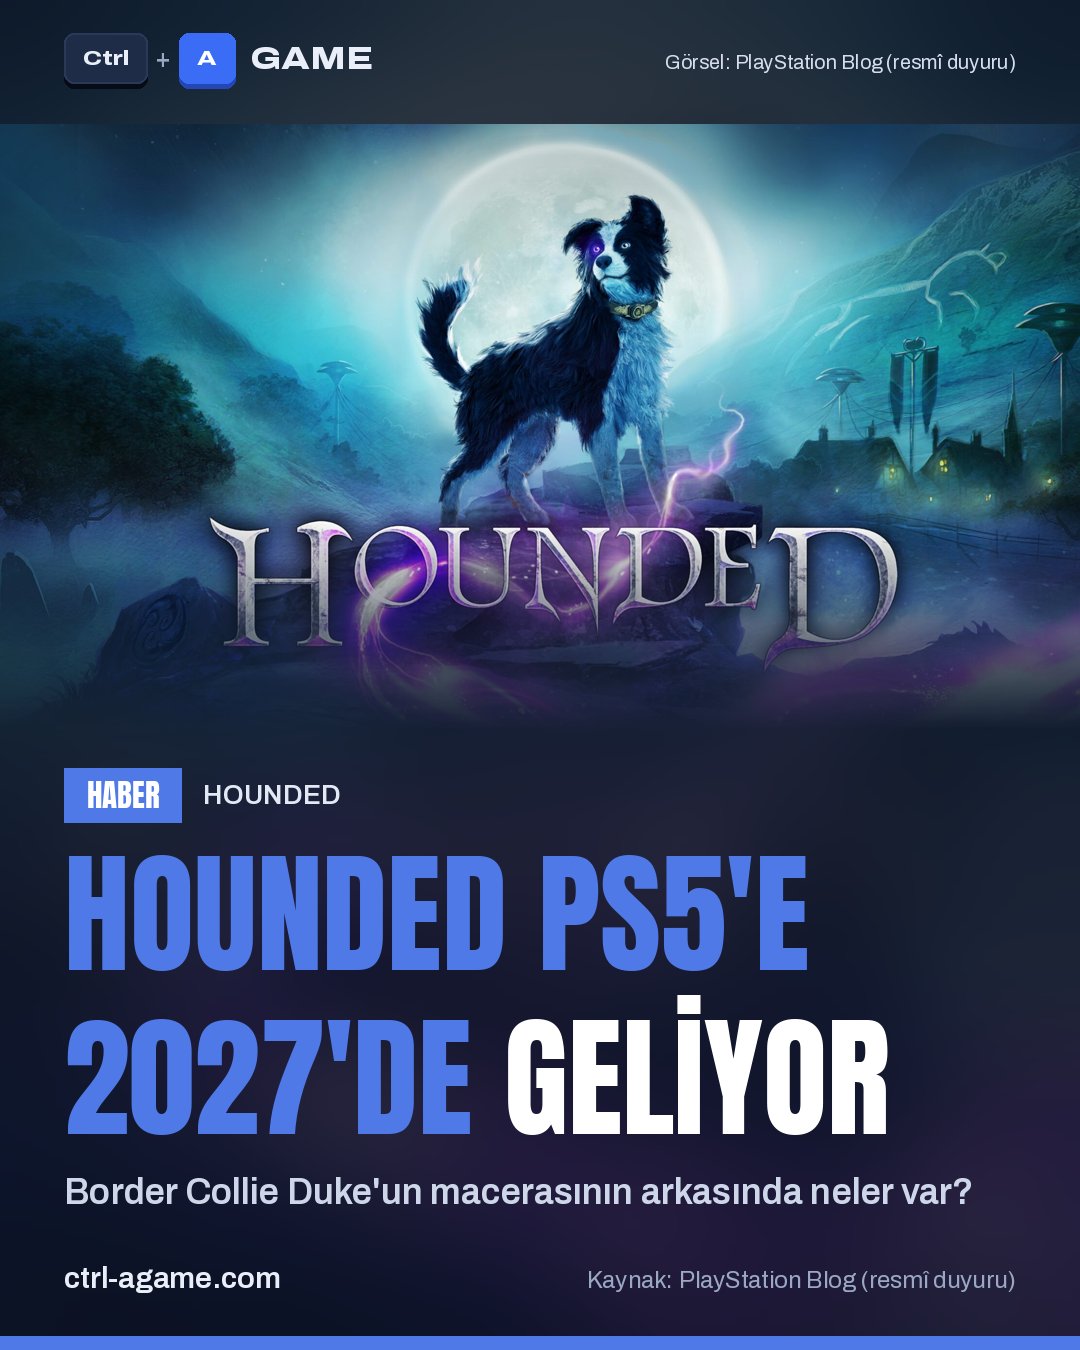 Ctrl + A GAME
Görsel: PlayStation Blog (resmî duyuru)
HOUNDED
HABER
HOUNDED
HOUNDED PS5'E
2027'DE GELİYOR
Border Collie Duke'un macerasının arkasında neler var?
ctrl-agame.com
Kaynak: PlayStation Blog (resmî duyuru)